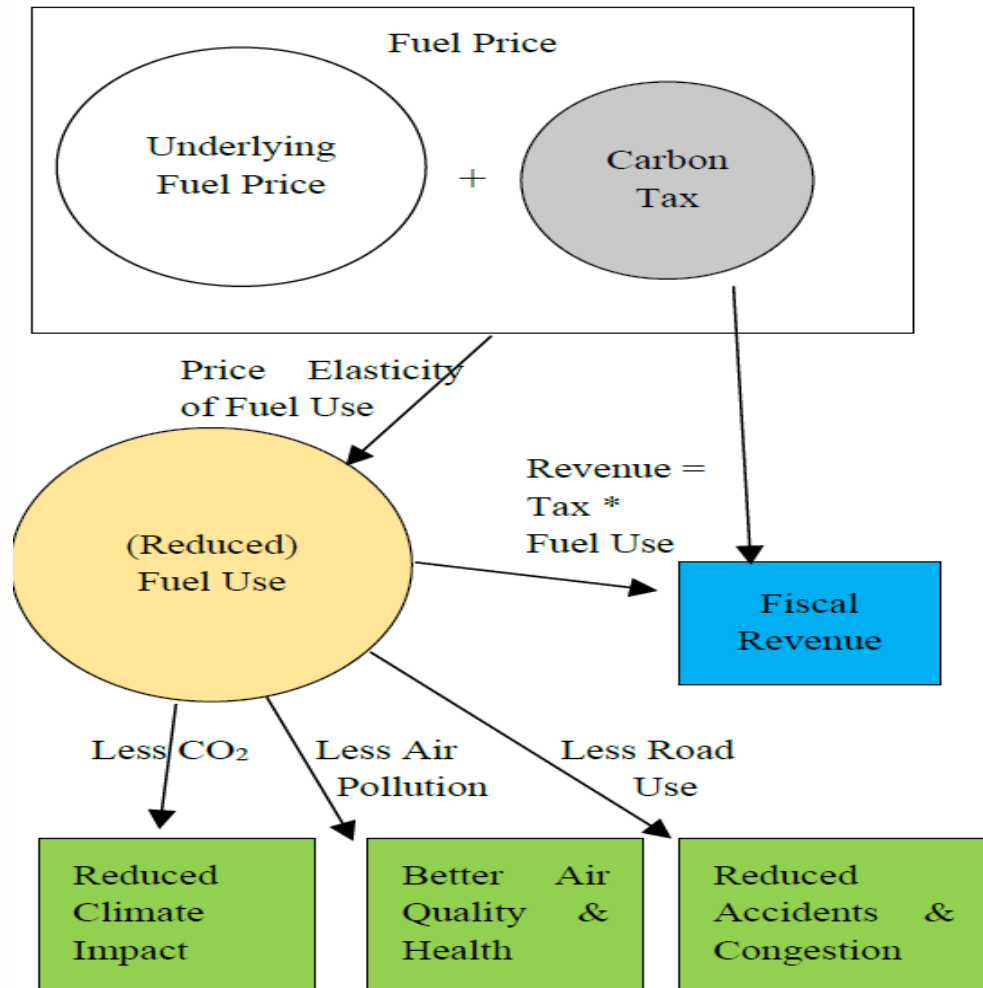 Fuel Price
Underlying
Fuel Price
+
Carbon
Tax
Price Elasticity
of Fuel Use
Revenue =
Tax *
Fuel Use
(Reduced)
Fuel Use
Fiscal
Revenue
Less CO₂
Less Air
Pollution
Less Road
Use
Reduced
Climate
Impact
Better Air
Quality &
Health
Reduced
Accidents &
Congestion